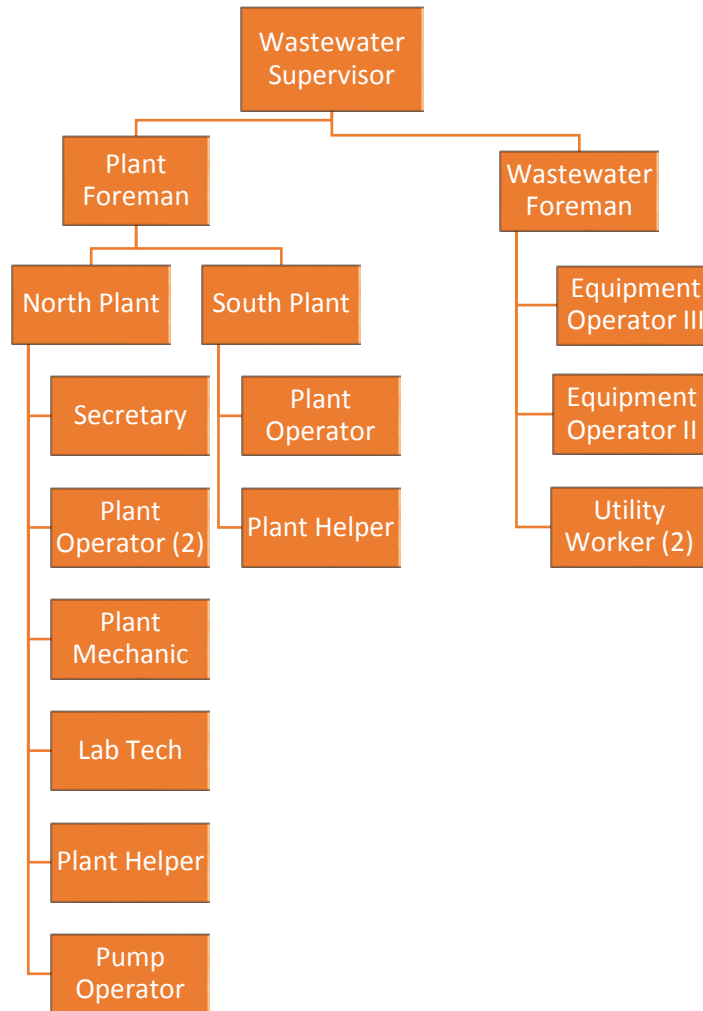 Wastewater
Supervisor
Plant
Foreman
Wastewater
Foreman
North Plant
South Plant
Equipment
Operator III
Secretary
Plant
Operator
Equipment
Operator II
Plant
Operator (2)
Plant Helper
Utility
Worker (2)
Plant
Mechanic
Lab Tech
Plant Helper
Pump
Operator